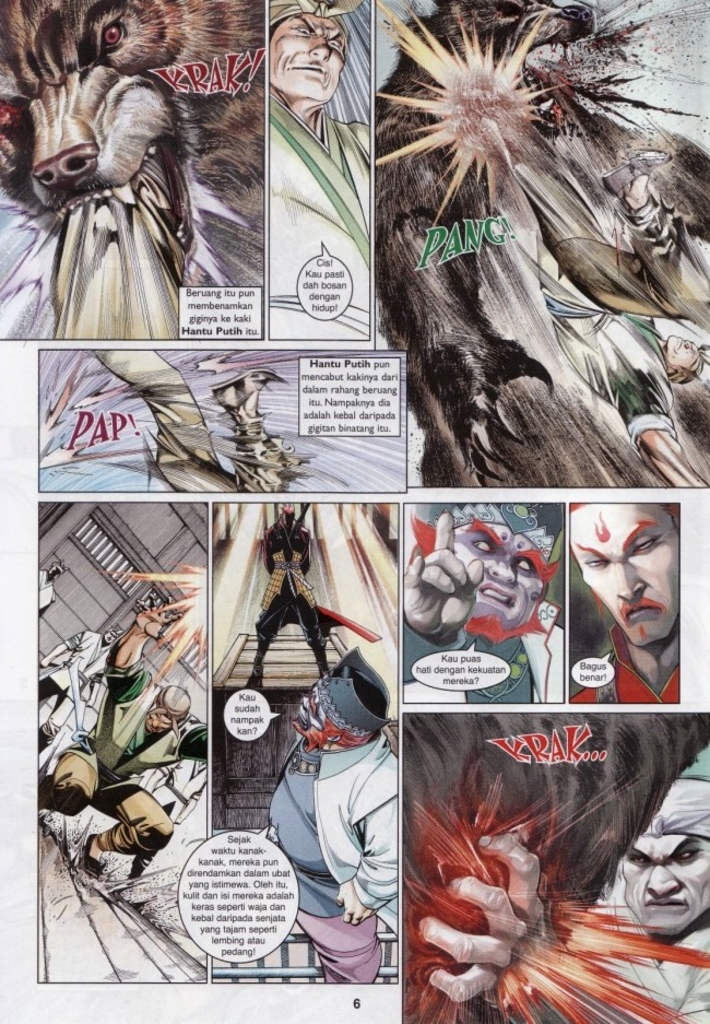 KRAK!
Beruang itu pun
membenamkan
giginya ke kaki
Hantu Putih itu.
Cis!
Kau pasti
dah bosan
dengan
hidup!
PANG!
PAP!
Hantu Putih pun
mencabut kakinya dari
dalam rahang beruang
itu. Nampaknya dia
adalah kebal daripada
gigitan binatang itu.
Kau
sudah
nampak
kan?
Sejak
waktu kanak-
kanak, mereka pun
direndamkan dalam ubat
yang istimewa. Oleh itu,
kulit dan isi mereka adalah
keras seperti waja dan
kebal daripada senjata
yang tajam seperti
lembing atau
pedang!
Kau puas
hati dengan kekuatan
mereka?
Bagus
benar!
KRAK...
6